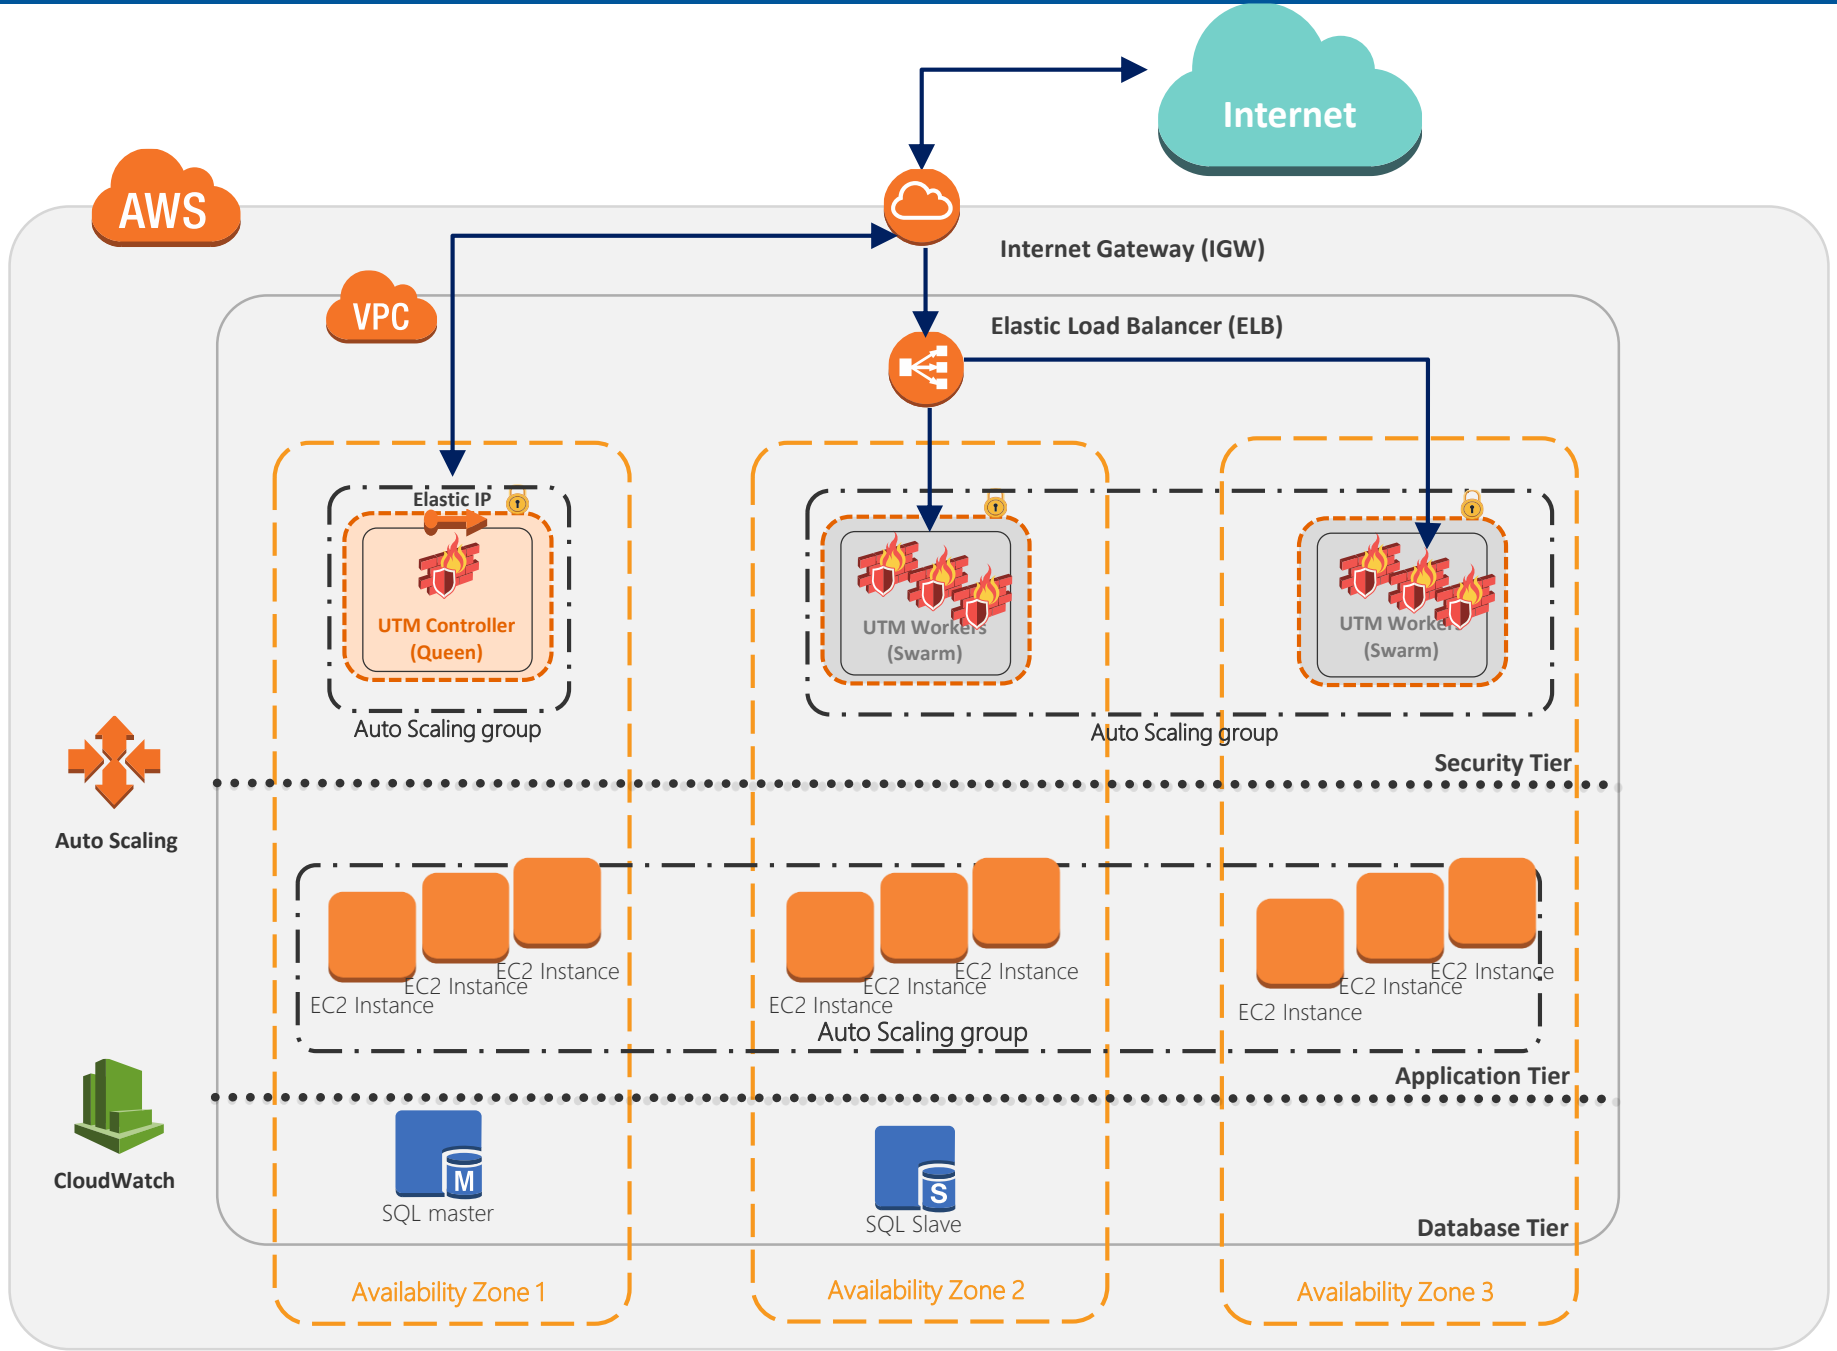 Internet
AWS
Internet Gateway (IGW)
VPC
Elastic Load Balancer (ELB)
Elastic IP
UTM Controller
(Queen)
UTM Workers
(Swarm)
UTM Workers
(Swarm)
Auto Scaling group
Auto Scaling group
Security Tier
Auto Scaling
EC2 Instance
EC2 Instance
EC2 Instance
EC2 Instance
EC2 Instance
EC2 Instance
EC2 Instance
EC2 Instance
EC2 Instance
Auto Scaling group
Application Tier
CloudWatch
M
SQL master
S
SQL Slave
Database Tier
Availability Zone 1
Availability Zone 2
Availability Zone 3